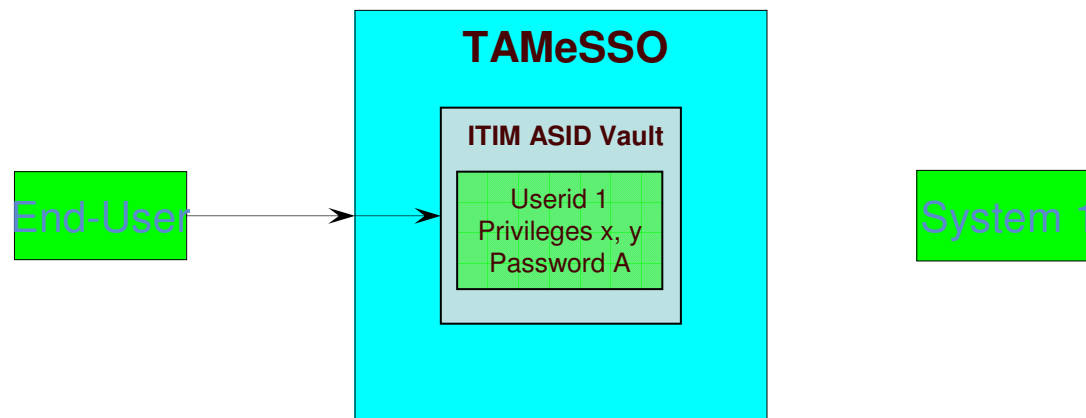 TAMeSSO
ITIM ASID Vault
End-User
Userid 1
Privileges x, y
Password A
System 1